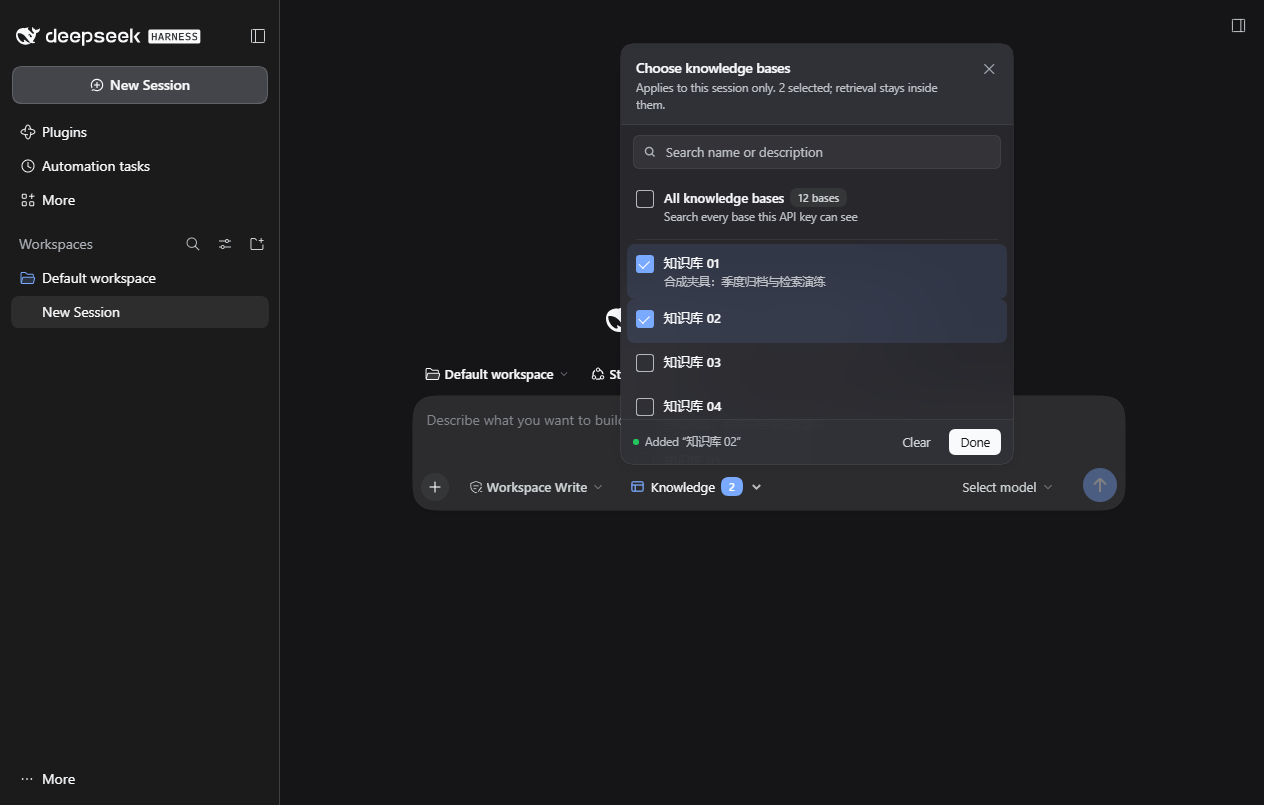 deepseek HARNESS
New Session
Plugins
Automation tasks
More
Workspaces
Default workspace
New Session
More
Choose knowledge bases
Applies to this session only. 2 selected; retrieval stays inside
them.
Search name or description
All knowledge bases 12 bases
Search every base this API key can see
知识库 01
合成夹具：季度归档与检索演练
知识库 02
知识库 03
知识库 04
Added “知识库 02”
Clear
Done
Default workspace
St
Describe what you want to build
Workspace Write
Knowledge 2
Select model